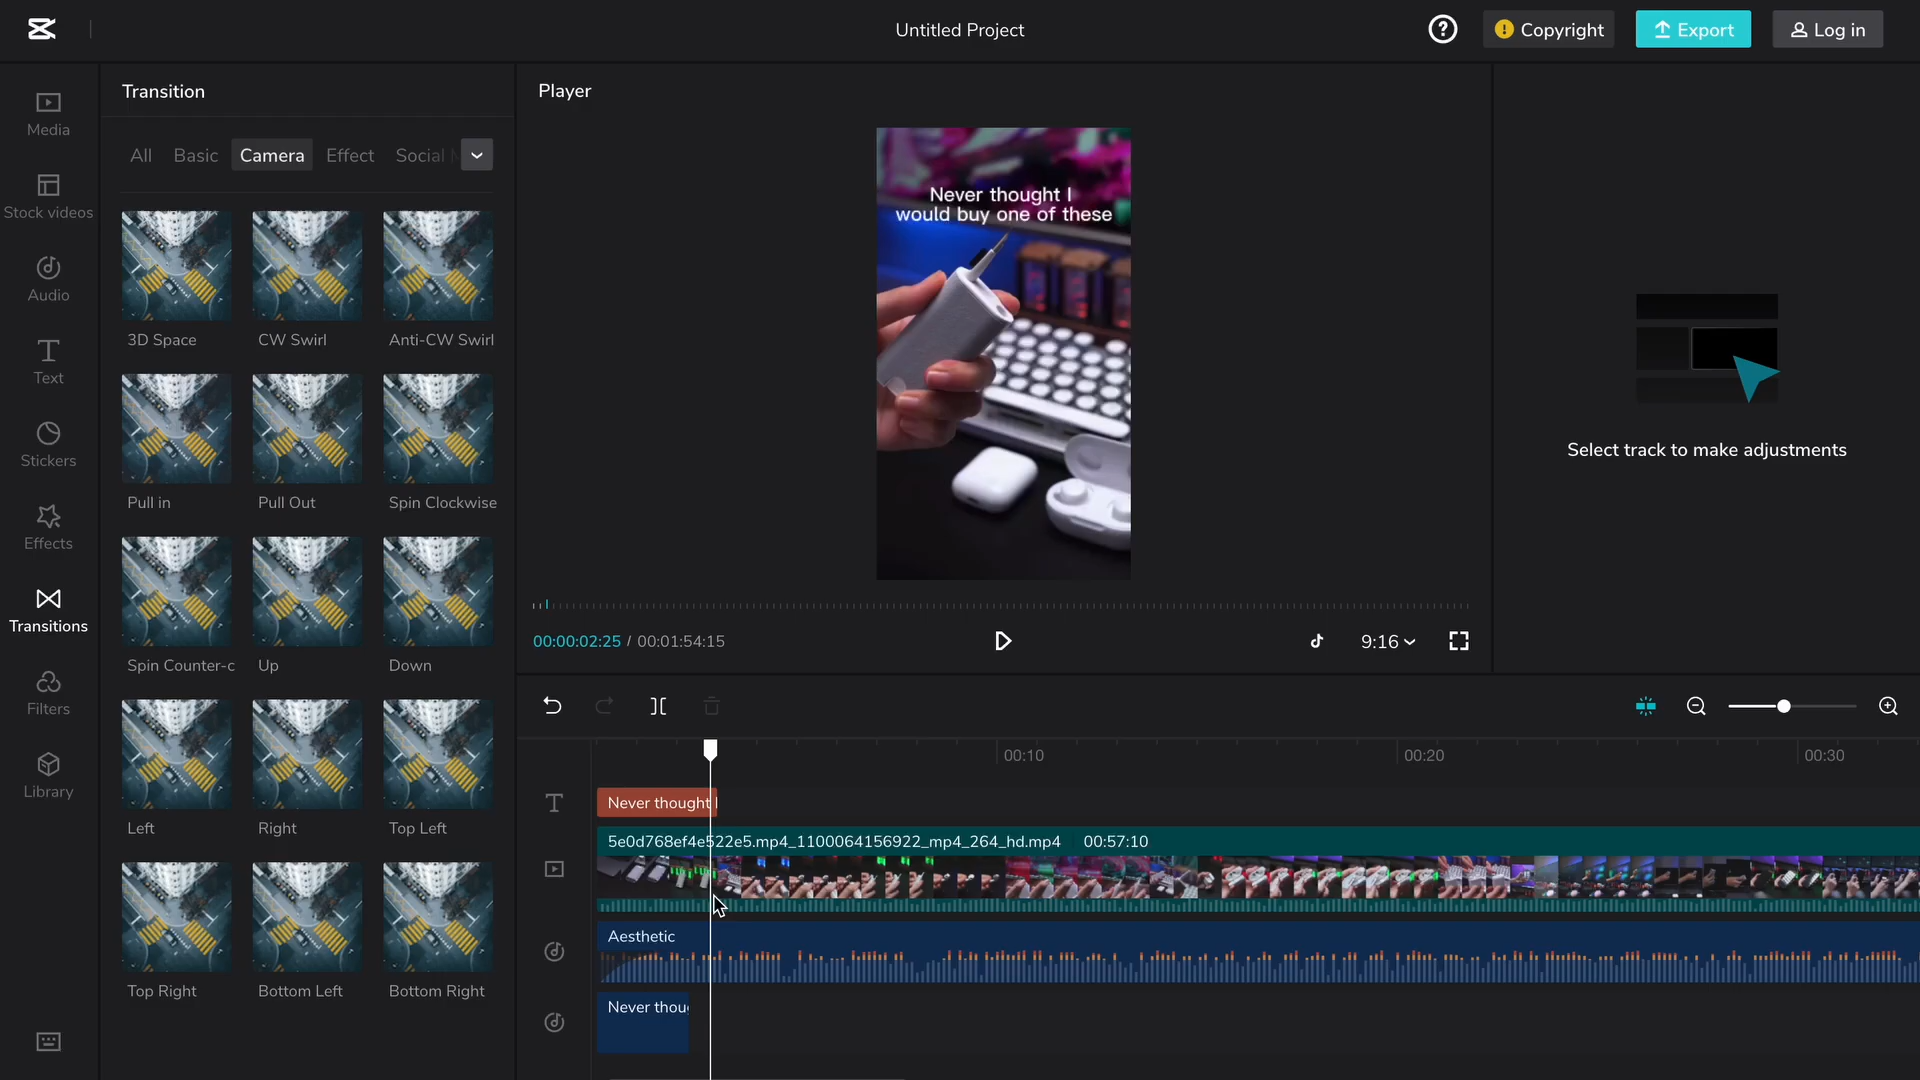 Untitled Project
Copyright
Export
Log in
Media
Stock videos
Audio
Text
Stickers
Effects
Transitions
Filters
Library
Transition
All
Basic
Camera
Effect
Social
3D Space
CW Swirl
Anti-CW Swirl
Pull in
Pull Out
Spin Clockwise
Spin Counter-c
Up
Down
Left
Right
Top Left
Top Right
Bottom Left
Bottom Right
Player
Never thought I
would buy one of these
00:00:02:25 / 00:01:54:15
9:16
Select track to make adjustments
00:10
00:20
00:30
Never thought I
5e0d768ef4e522e5.mp4_1100064156922_mp4_264_hd.mp4 00:57:10
Aesthetic
Never thou